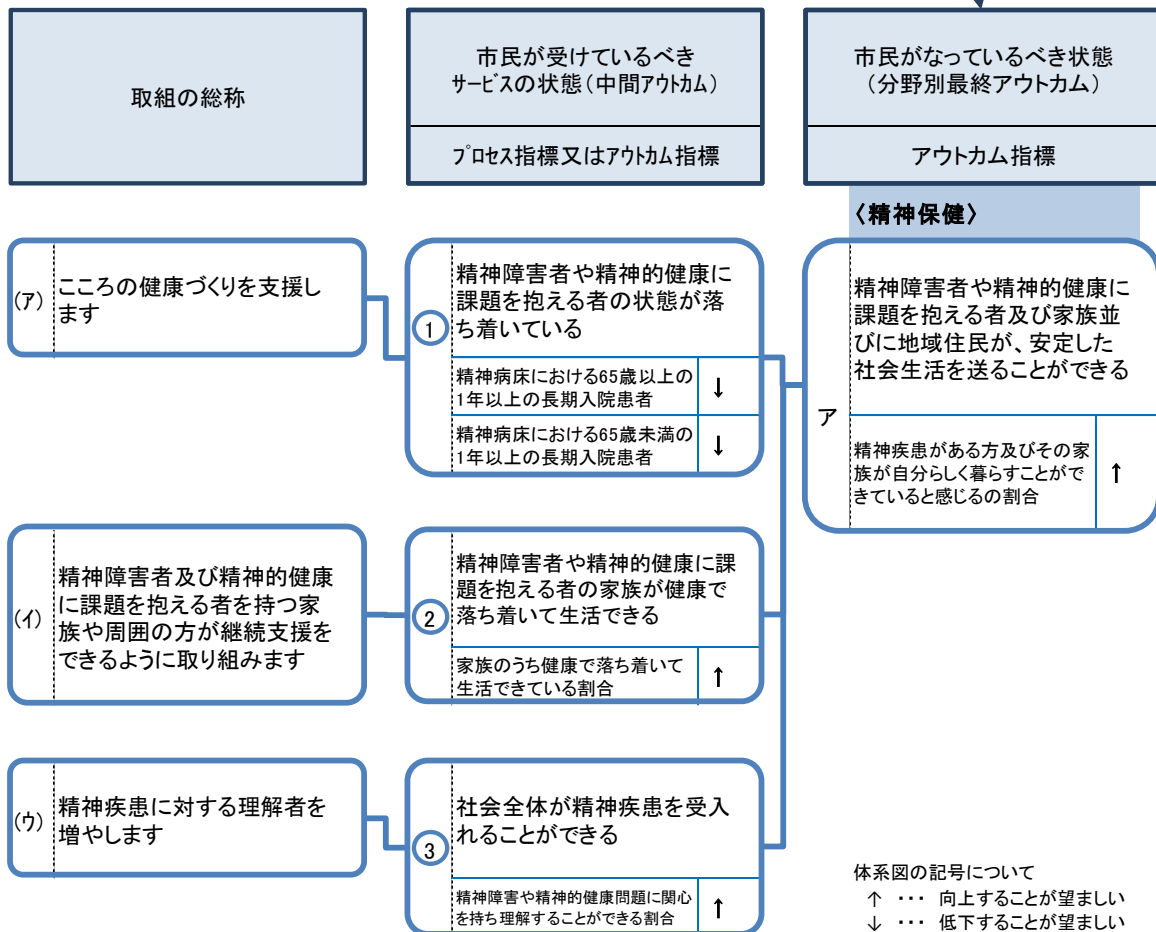 取組の総称
市民が受けているべき
サービスの状態(中間アウトカム)
プロセス指標又はアウトカム指標
市民がなっているべき状態
(分野別最終アウトカム)
アウトカム指標
〈精神保健〉
(ア)
こころの健康づくりを支援し
ます
1
精神障害者や精神的健康に
課題を抱える者の状態が落
ち着いている
精神病床における65歳以上の
1年以上の長期入院患者
↓
精神病床における65歳未満の
1年以上の長期入院患者
↓
ア
精神障害者や精神的健康に
課題を抱える者及び家族並
びに地域住民が、安定した
社会生活を送ることができる
精神疾患がある方及びその家
族が自分らしく暮らすことがで
きていると感じるの割合
↑
(イ)
精神障害者及び精神的健康
に課題を抱える者を持つ家
族や周囲の方が継続支援を
できるように取り組みます
2
精神障害者や精神的健康に課
題を抱える者の家族が健康で
落ち着いて生活できる
家族のうち健康で落ち着いて
生活できている割合
↑
(ウ)
精神疾患に対する理解者を
増やします
3
社会全体が精神疾患を受入
れることができる
精神障害や精神的健康問題に関心
を持ち理解することができる割合
↑
体系図の記号について
↑ ・・・ 向上することが望ましい
↓ ・・・ 低下することが望ましい